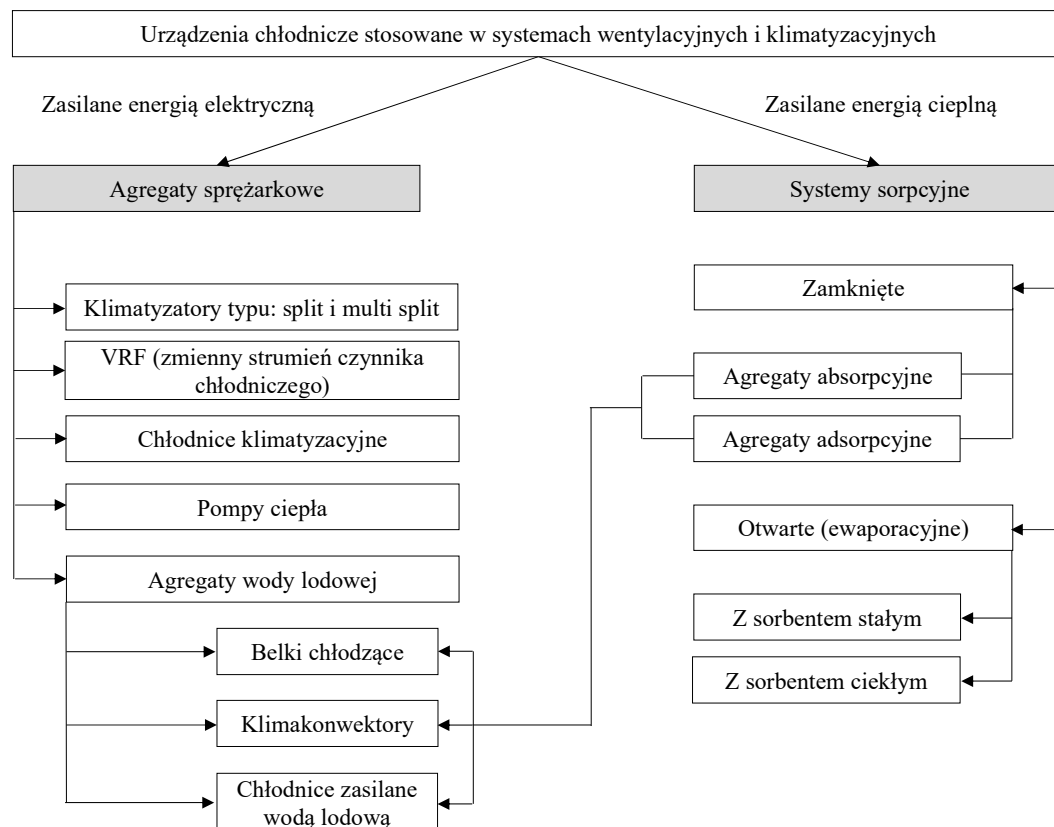 Urządzenia chłodnicze stosowane w systemach wentylacyjnych i klimatyzacyjnych
Zasilane energią elektryczną
Zasilane energią cieplną
Agregaty sprężarkowe
Systemy sorpcyjne
Klimatyzatory typu: split i multi split
VRF (zmienny strumień czynnika
chłodniczego)
Chłodnice klimatyzacyjne
Pompy ciepła
Agregaty wody lodowej
Belki chłodzące
Klimakonwektory
Chłodnice zasilane
wodą lodową
Zamknięte
Agregaty absorpcyjne
Agregaty adsorpcyjne
Otwarte (ewaporacyjne)
Z sorbentem stałym
Z sorbentem ciekłym